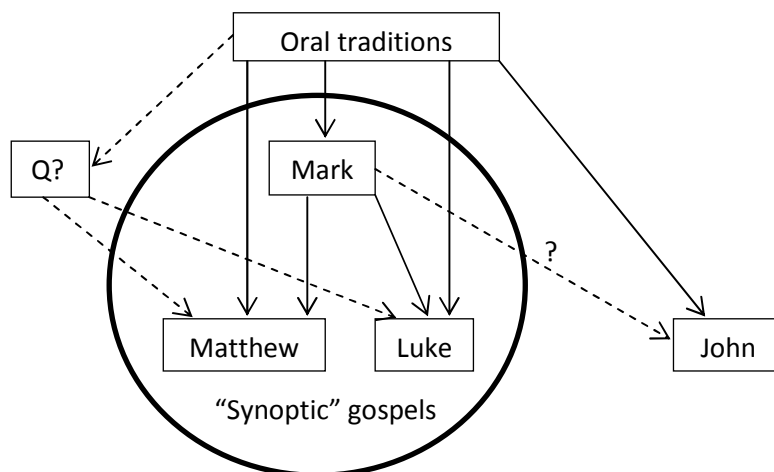 Oral traditions
Q?
Mark
?
Matthew
Luke
John
“Synoptic” gospels